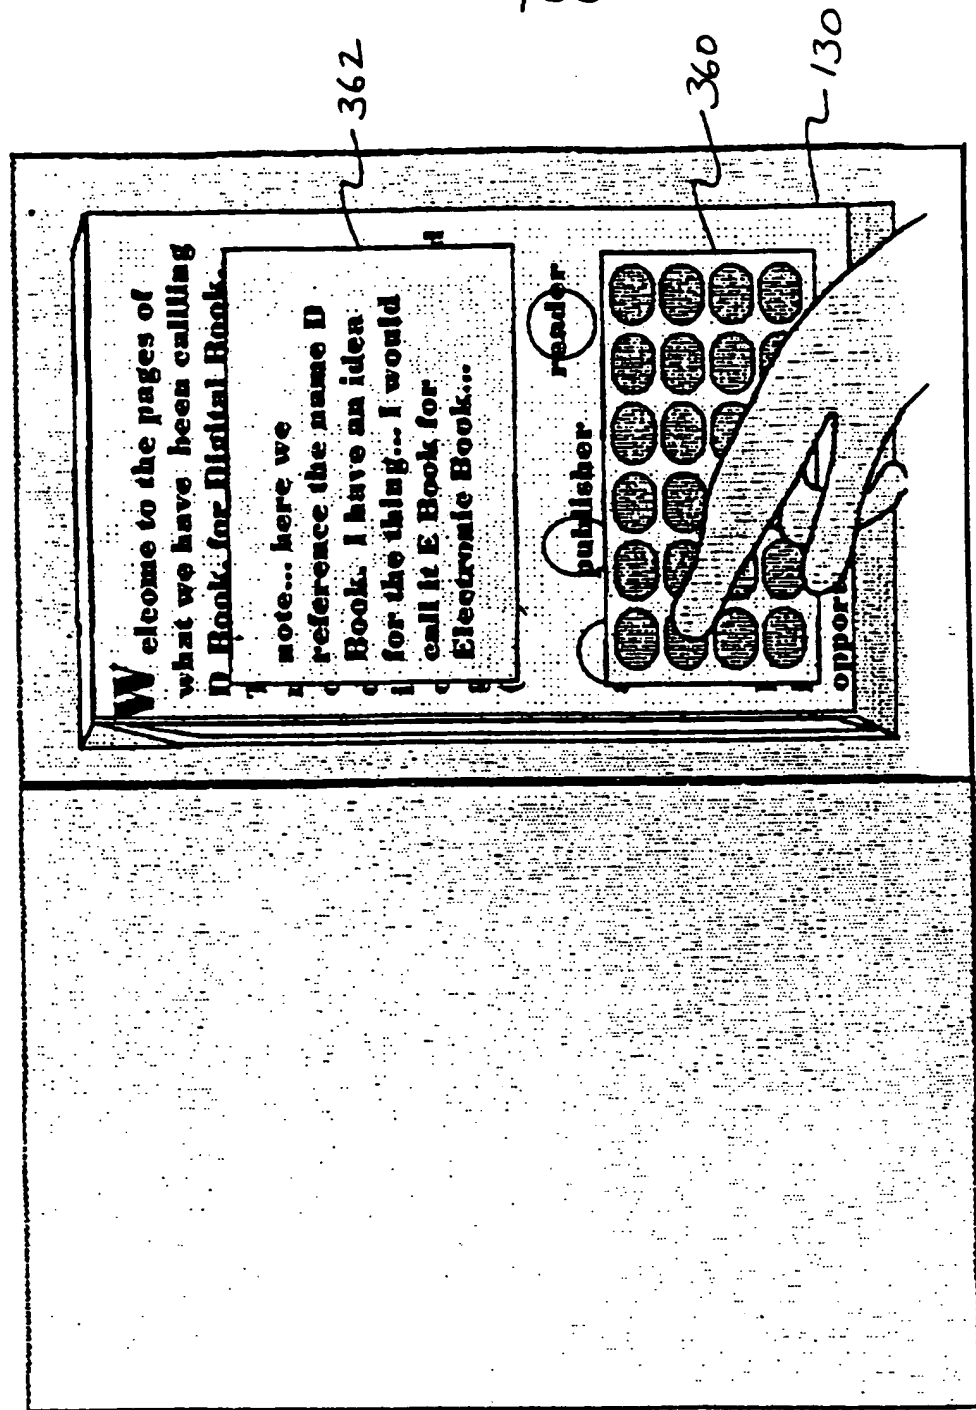 Welcome to the pages of
what we have been calling
D Book, for Digital Book.
note... here we
reference the name D
Book. I have an idea
for the thing... I would
call it E Book for
Electronic Book...
publisher
reader
opport
362
360
130